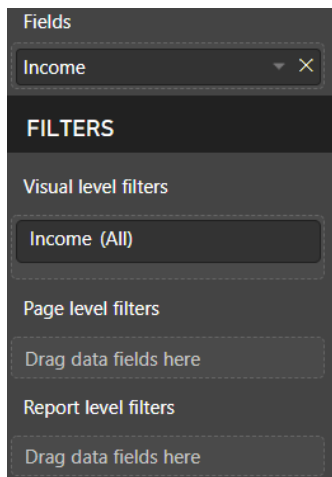 Fields
Income
FILTERS
Visual level filters
Income (All)
Page level filters
Drag data fields here
Report level filters
Drag data fields here